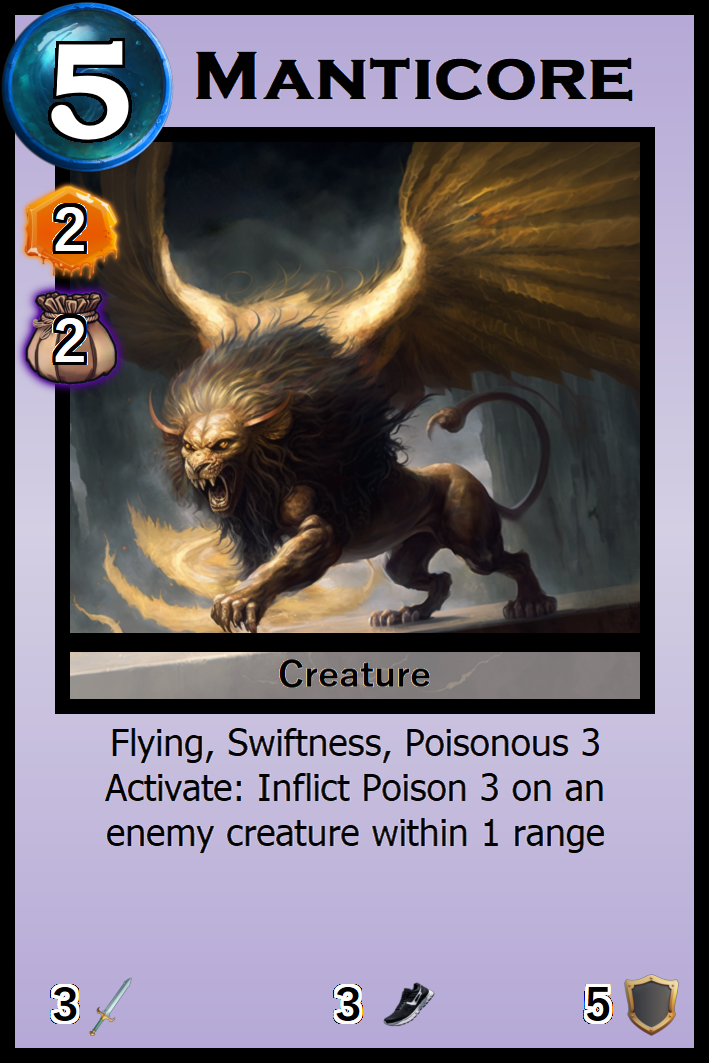 5
MANTICORE
2
2
Creature
Flying, Swiftness, Poisonous 3
Activate: Inflict Poison 3 on an
enemy creature within 1 range
3 3 5